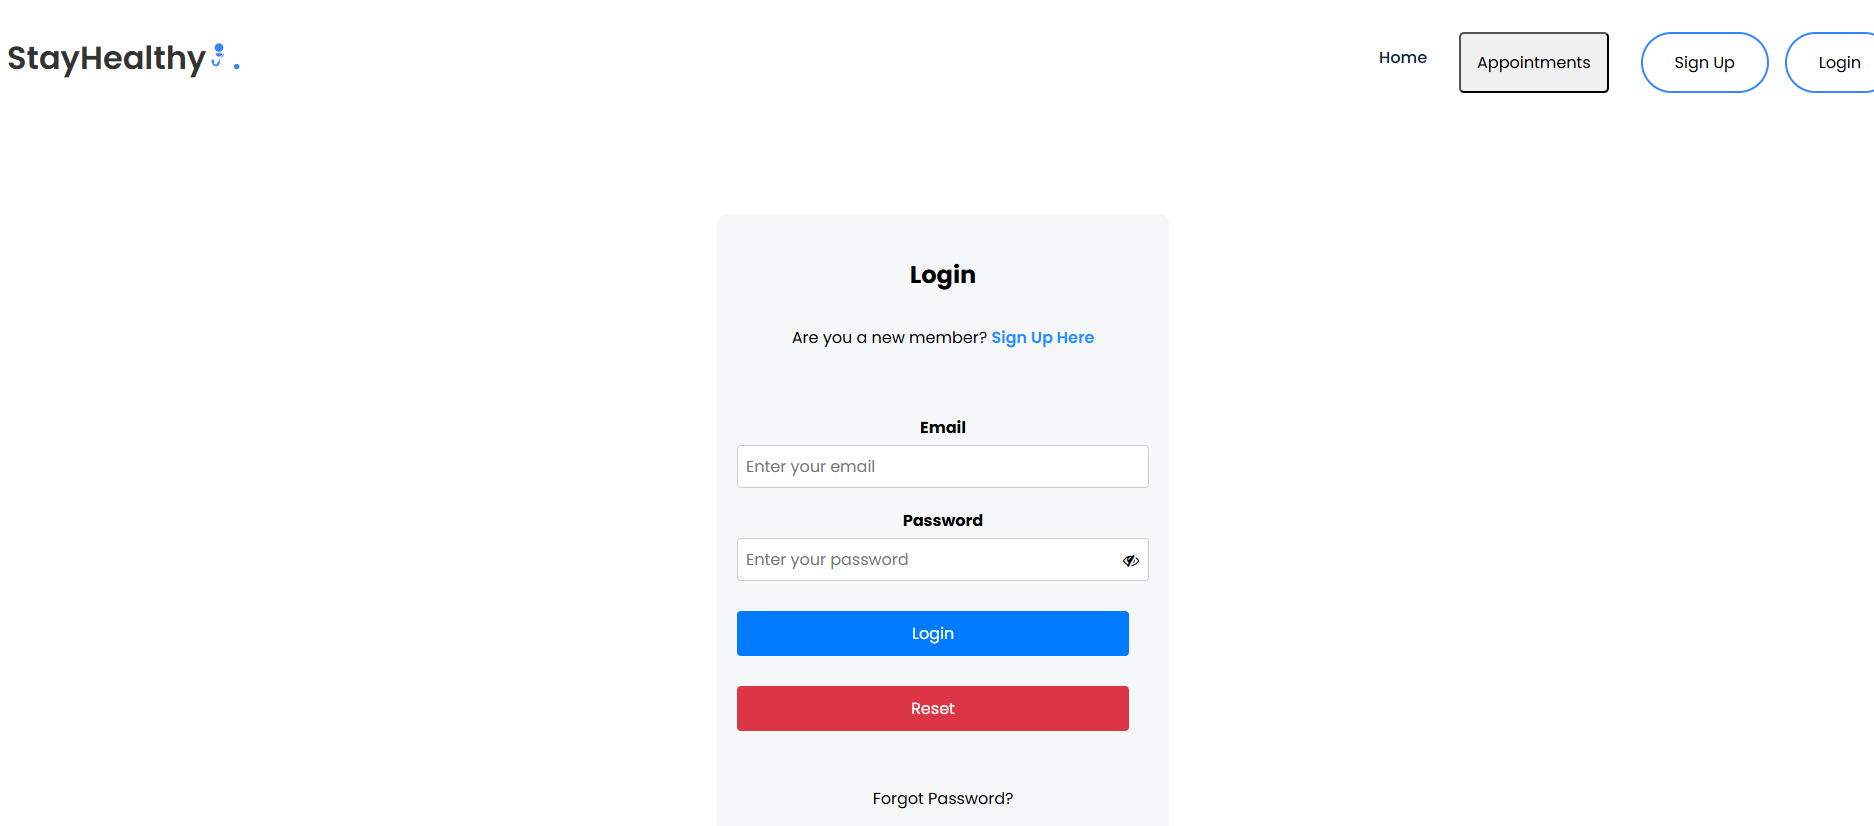 StayHealthy .
Home Appointments Sign Up Login
Login
Are you a new member? Sign Up Here
Email
Enter your email
Password
Enter your password
Login
Reset
Forgot Password?